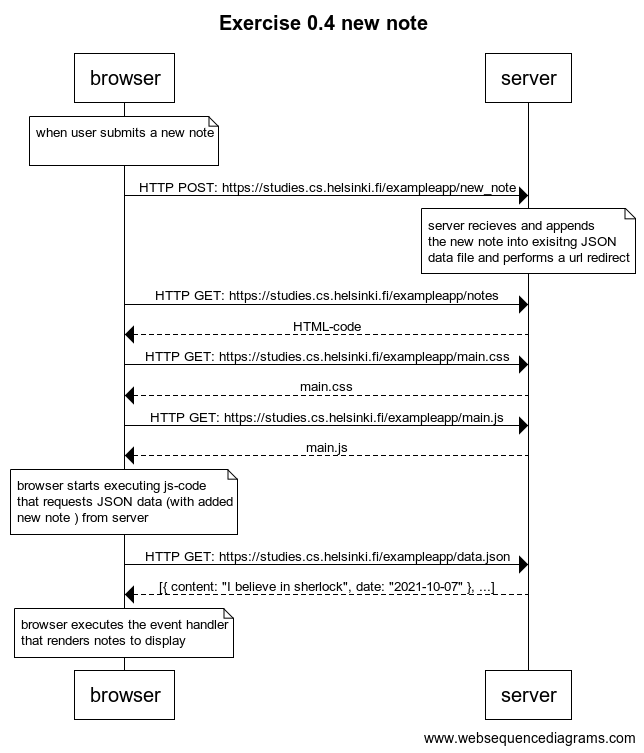 Exercise 0.4 new note
browser
server
when user submits a new note
HTTP POST: https://studies.cs.helsinki.fi/exampleapp/new_note
server recieves and appends
the new note into exisitng JSON
data file and performs a url redirect
HTTP GET: https://studies.cs.helsinki.fi/exampleapp/notes
HTML-code
HTTP GET: https://studies.cs.helsinki.fi/exampleapp/main.css
main.css
HTTP GET: https://studies.cs.helsinki.fi/exampleapp/main.js
main.js
browser starts executing js-code
that requests JSON data (with added
new note ) from server
HTTP GET: https://studies.cs.helsinki.fi/exampleapp/data.json
[{ content: "I believe in sherlock", date: "2021-10-07" }, ...]
browser executes the event handler
that renders notes to display
browser
server
www.websequencediagrams.com